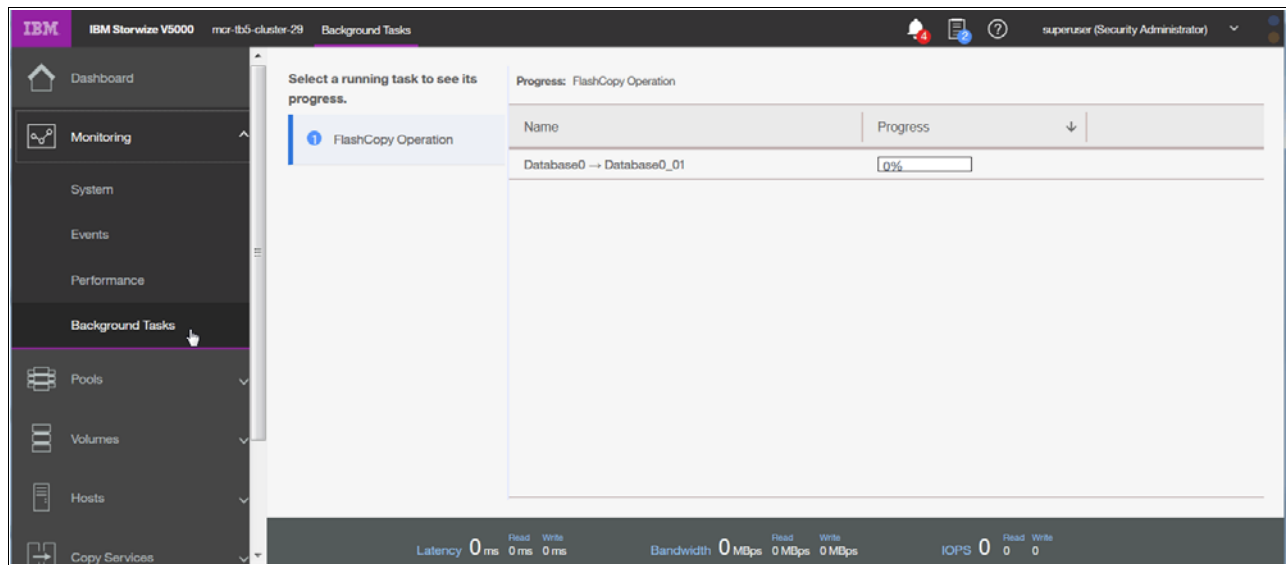 IBM
IBM Storwize V5000 mcr-tb5-cluster-29 Background Tasks
4
2
?
superuser (Security Administrator)
Dashboard
Monitoring
System
Events
Performance
Background Tasks
Pools
Volumes
Hosts
Copy Services
Select a running task to see its
progress.
1 FlashCopy Operation
Progress: FlashCopy Operation
Name Progress
Database0 → Database0_01 0%
Latency 0 ms Read 0 ms Write 0 ms
Bandwidth 0 MBps Read 0 MBps Write 0 MBps
IOPS 0 Read 0 Write 0